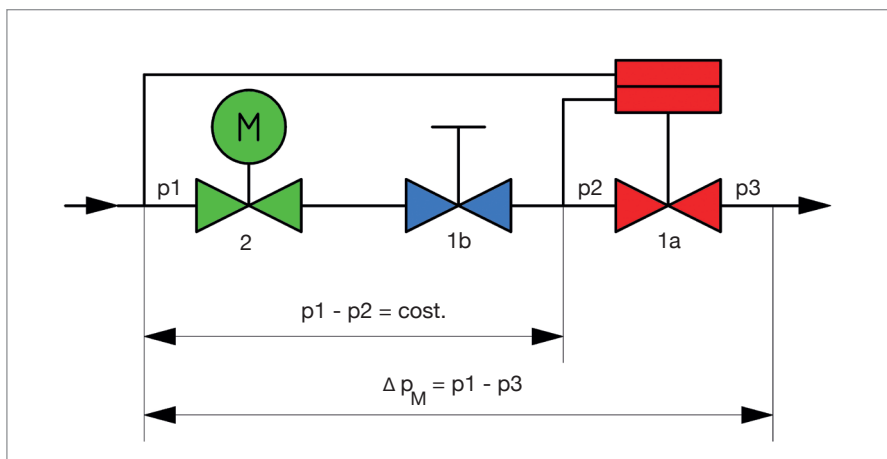 M
p1
p2
p3
2
1b
1a
p1 - p2 = cost.
Δ pM = p1 - p3